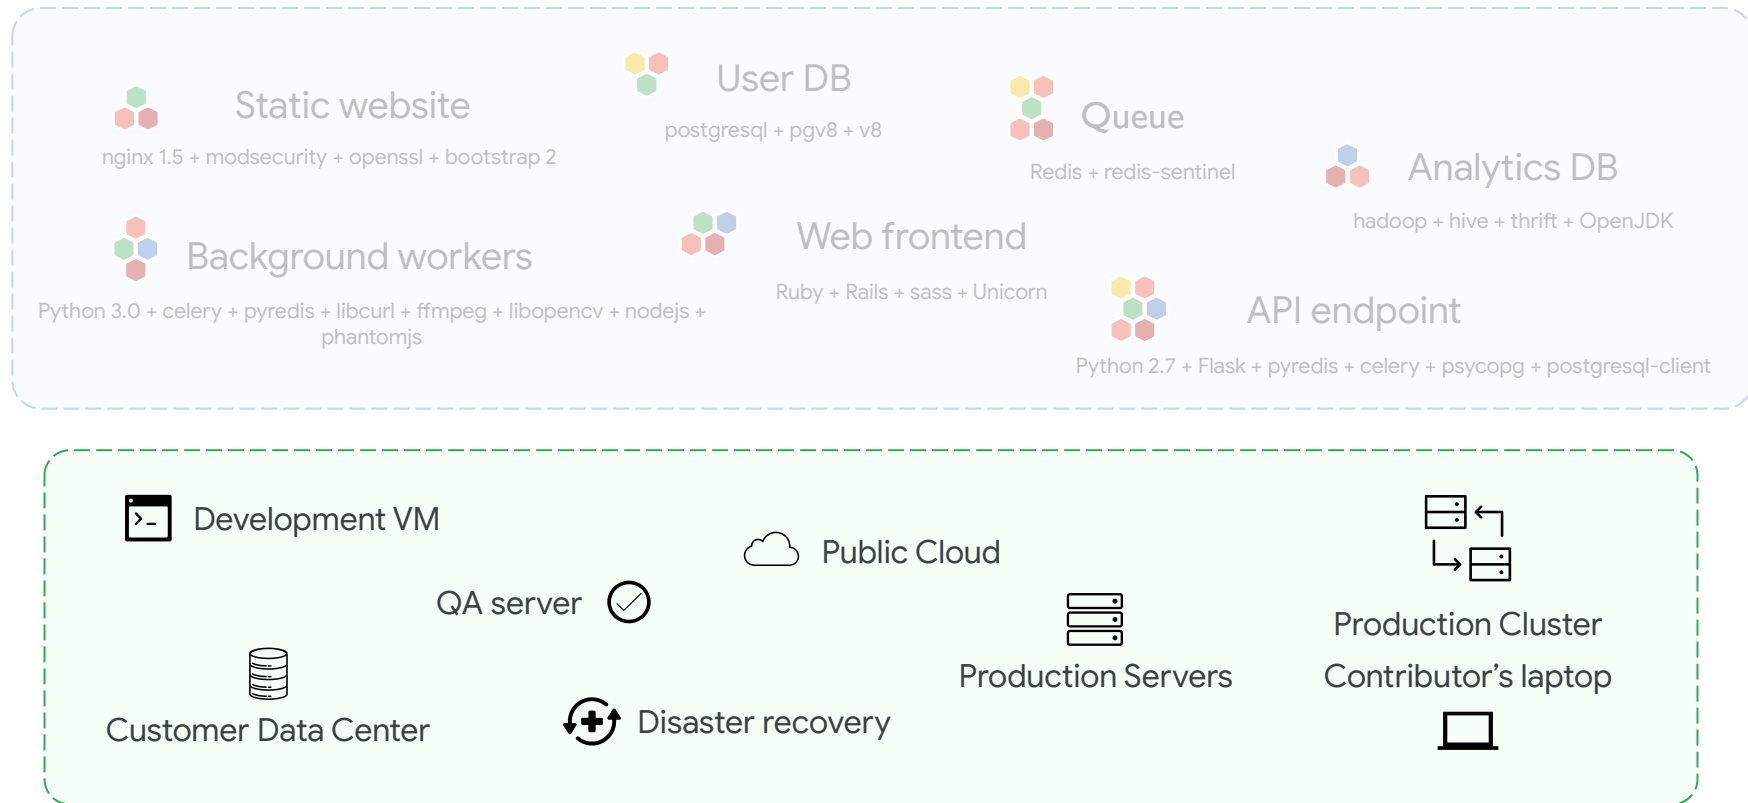 Static website
nginx 1.5 + modsecurity + openssl + bootstrap 2
User DB
postgresql + pgv8 + v8
Queue
Redis + redis-sentinel
Analytics DB
hadoop + hive + thrift + OpenJDK
Background workers
Python 3.0 + celery + pyredis + libcurl + ffmpeg + libopencv + nodejs +
phantomjs
Web frontend
Ruby + Rails + sass + Unicorn
API endpoint
Python 2.7 + Flask + pyredis + celery + psycopg + postgresql-client
Development VM
Public Cloud
QA server
Production Servers
Production Cluster
Contributor’s laptop
Customer Data Center
Disaster recovery